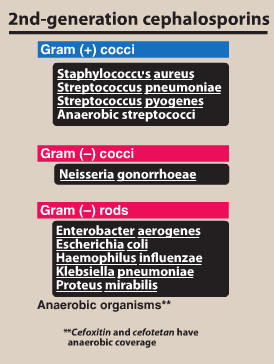 2nd-generation cephalosporins
Gram (+) cocci
Staphylococcus aureus
Streptococcus pneumoniae
Streptococcus pyogenes
Anaerobic streptococci
Gram (–) cocci
Neisseria gonorrhoeae
Gram (–) rods
Enterobacter aerogenes
Escherichia coli
Haemophilus influenzae
Klebsiella pneumoniae
Proteus mirabilis
Anaerobic organisms**
**Cefoxitin and cefotetan have
anaerobic coverage